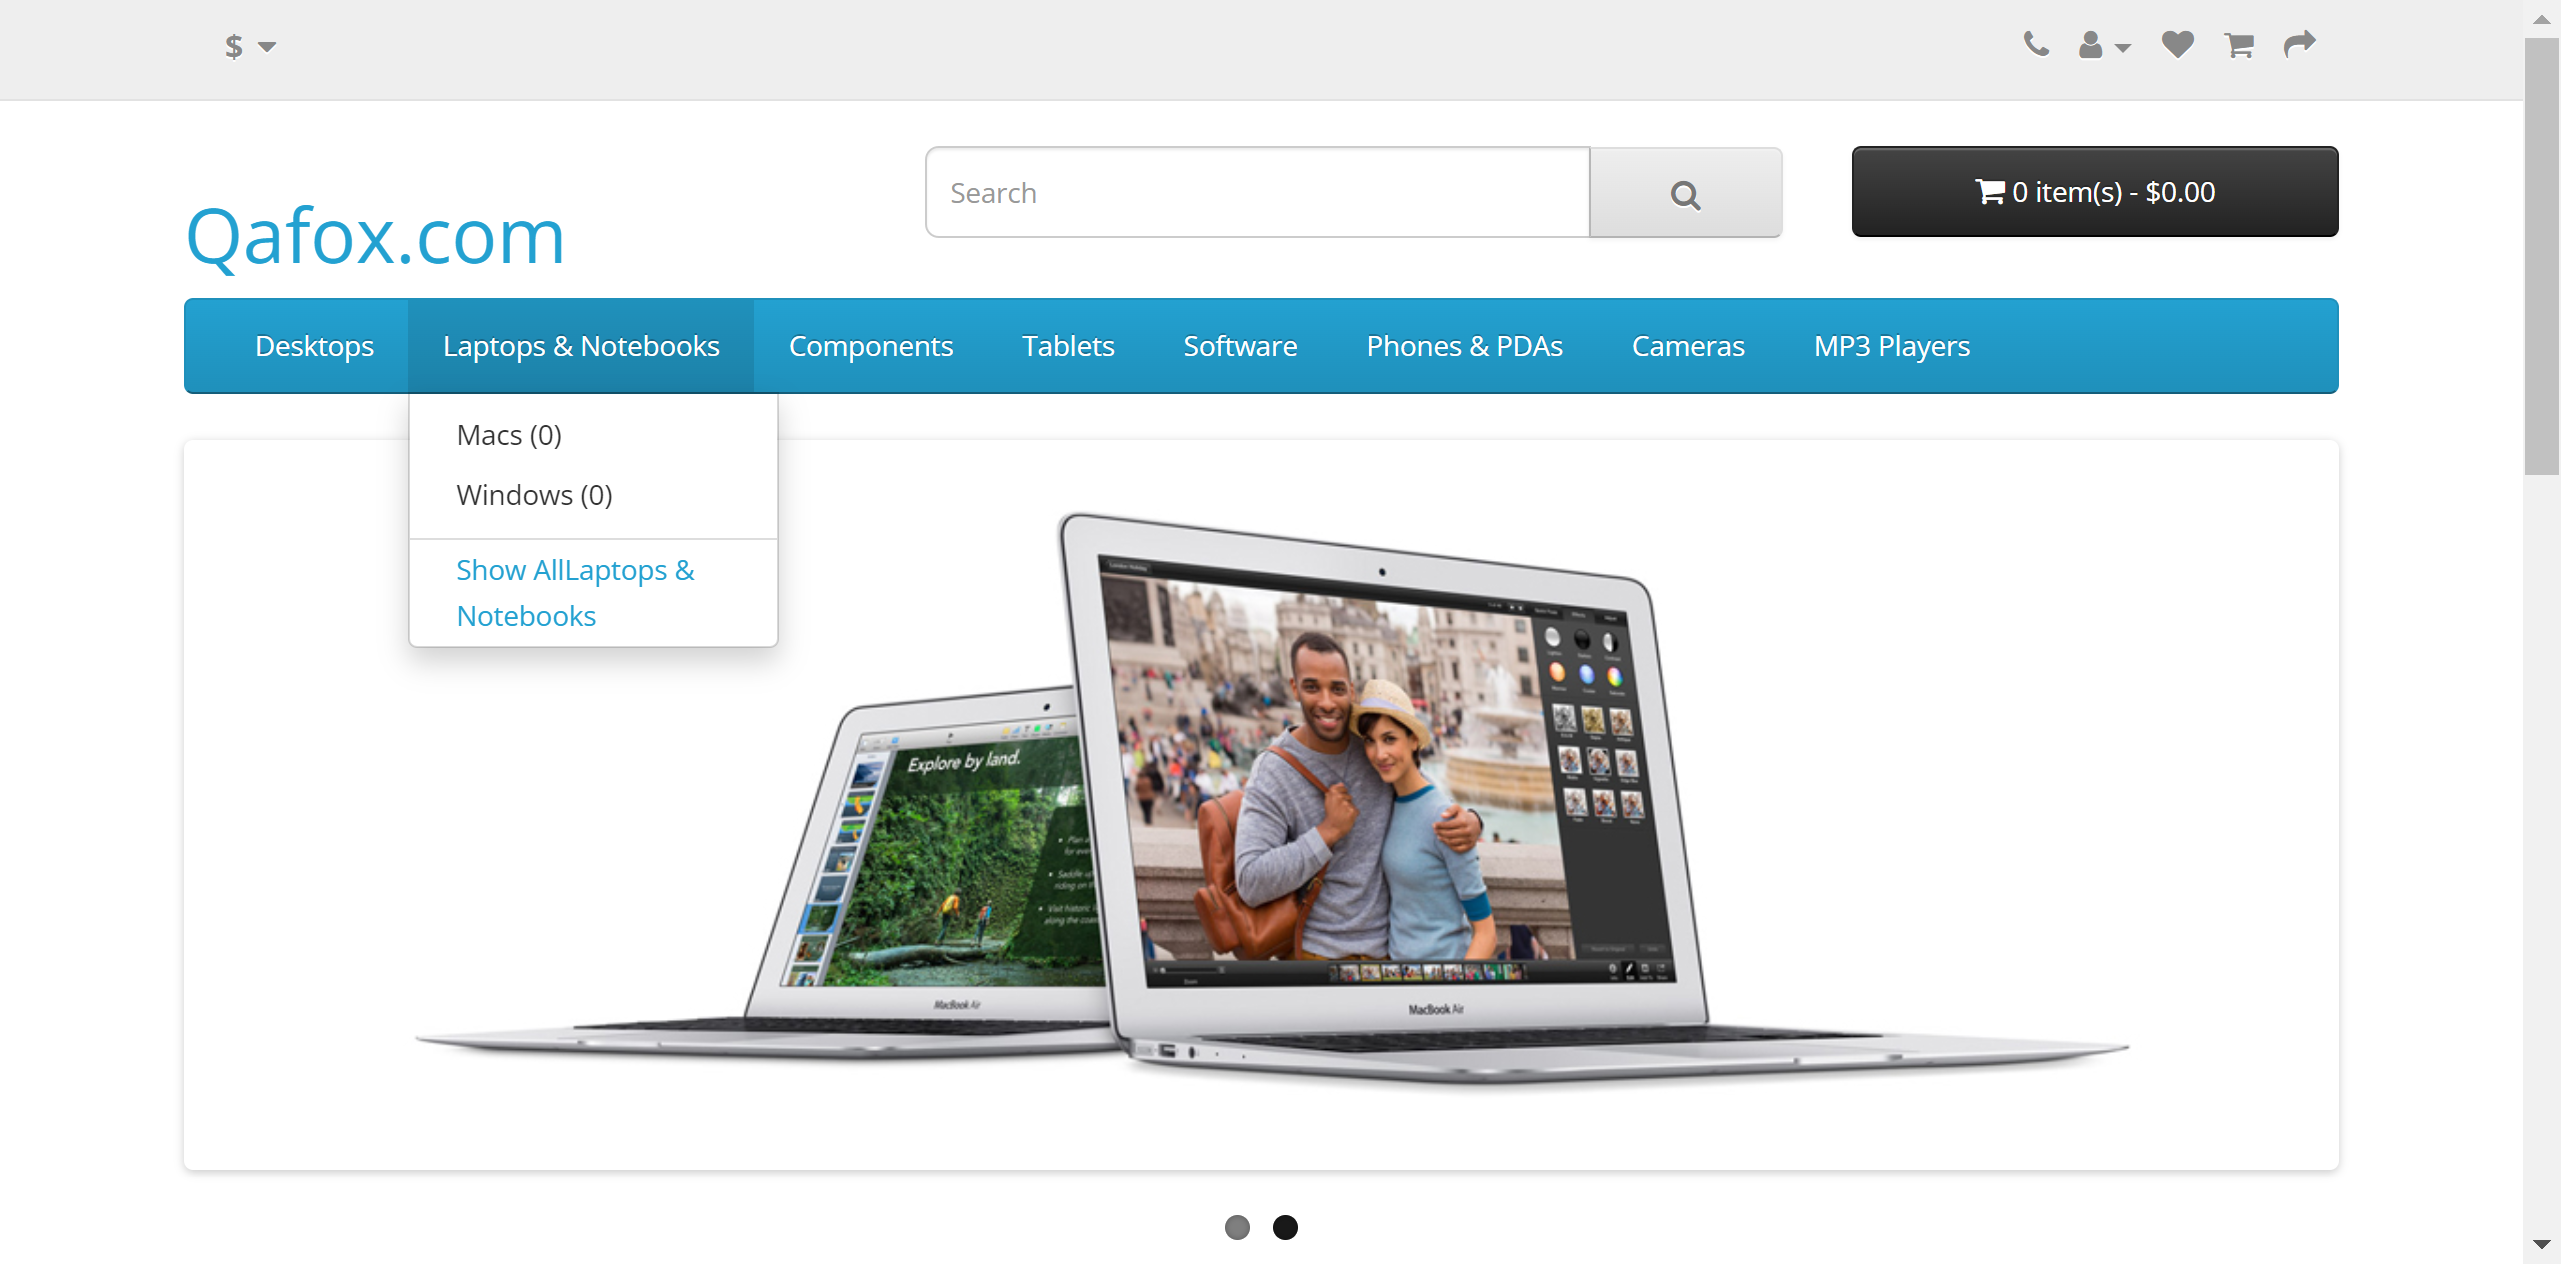 $
Search
0 item(s) - $0.00
Qafox.com
Desktops
Laptops & Notebooks
Components
Tablets
Software
Phones & PDAs
Cameras
MP3 Players
Macs (0)
Windows (0)
Show AllLaptops &
Notebooks
Explore by land.
MacBook Air
MacBook Air